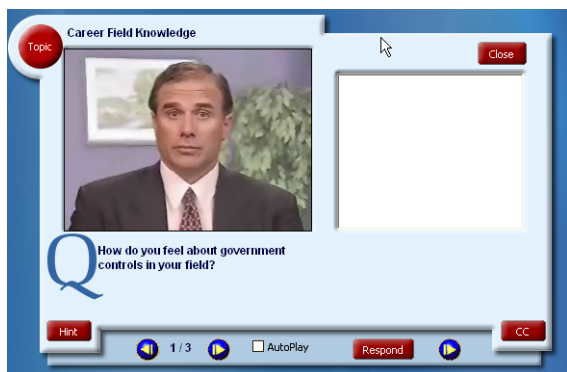 Career Field Knowledge
Topic
Close
Q
How do you feel about government
controls in your field?
Hint
CC
1 / 3
AutoPlay
Respond